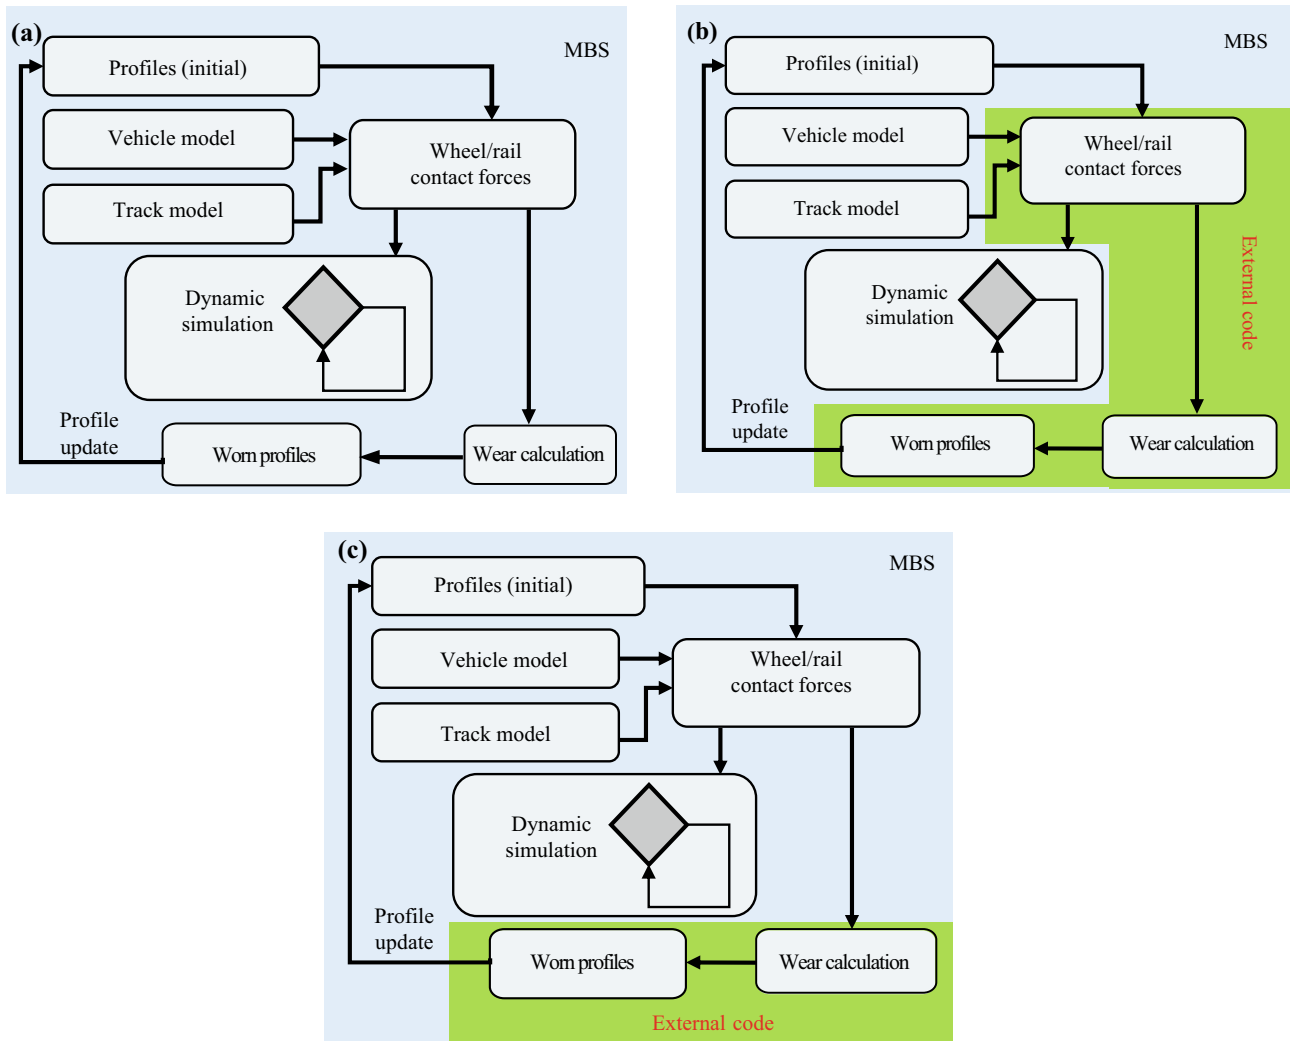 (a)
MBS
Profiles (initial)
Vehicle model
Wheel/rail
contact forces
Track model
Dynamic
simulation
Profile
update
Worn profiles
Wear calculation
(b)
MBS
Profiles (initial)
Vehicle model
Wheel/rail
contact forces
Track model
External code
Dynamic
simulation
Profile
update
Worn profiles
Wear calculation
(c)
MBS
Profiles (initial)
Vehicle model
Wheel/rail
contact forces
Track model
Dynamic
simulation
Profile
update
Worn profiles
Wear calculation
External code